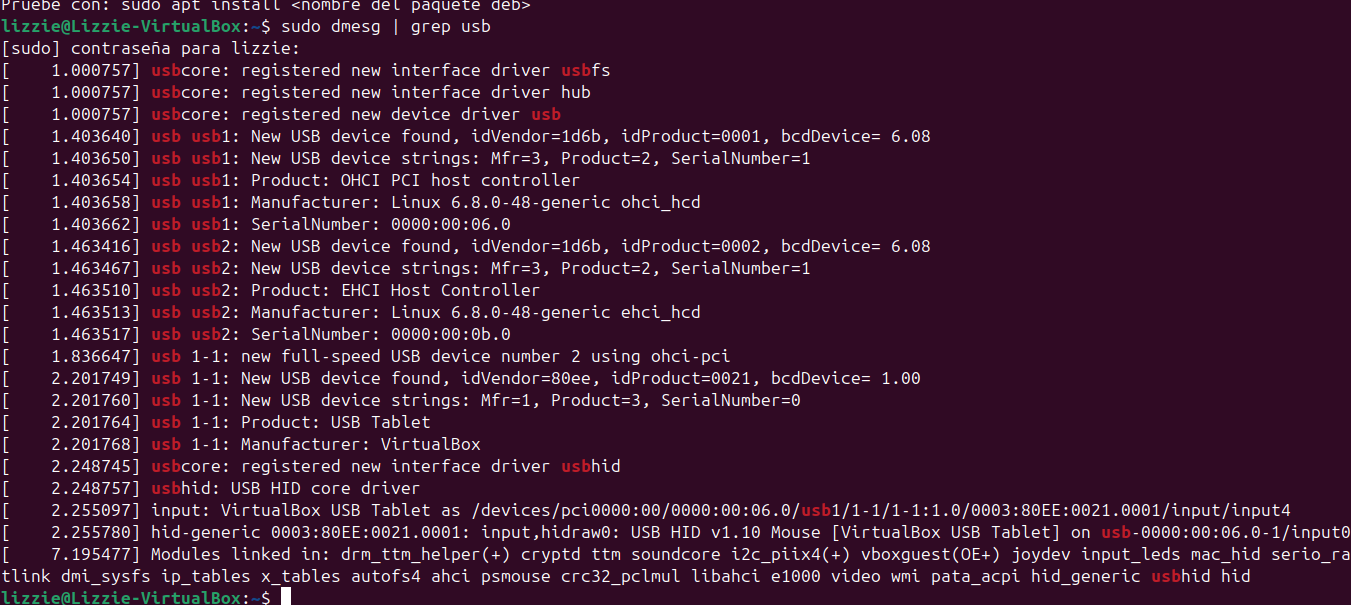 Pruebe con: sudo apt install <nombre del paquete deb>
lizzie@Lizzie-VirtualBox:~$ sudo dmesg | grep usb
[sudo] contraseña para lizzie:
[    1.000757] usbcore: registered new interface driver usbfs
[    1.000757] usbcore: registered new interface driver hub
[    1.000757] usbcore: registered new device driver usb
[    1.403640] usb usb1: New USB device found, idVendor=1d6b, idProduct=0001, bcdDevice= 6.08
[    1.403650] usb usb1: New USB device strings: Mfr=3, Product=2, SerialNumber=1
[    1.403654] usb usb1: Product: OHCI PCI host controller
[    1.403658] usb usb1: Manufacturer: Linux 6.8.0-48-generic ohci_hcd
[    1.403662] usb usb1: SerialNumber: 0000:00:06.0
[    1.463416] usb usb2: New USB device found, idVendor=1d6b, idProduct=0002, bcdDevice= 6.08
[    1.463467] usb usb2: New USB device strings: Mfr=3, Product=2, SerialNumber=1
[    1.463510] usb usb2: Product: EHCI Host Controller
[    1.463513] usb usb2: Manufacturer: Linux 6.8.0-48-generic ehci_hcd
[    1.463517] usb usb2: SerialNumber: 0000:00:0b.0
[    1.836647] usb 1-1: new full-speed USB device number 2 using ohci-pci
[    2.201749] usb 1-1: New USB device found, idVendor=80ee, idProduct=0021, bcdDevice= 1.00
[    2.201760] usb 1-1: New USB device strings: Mfr=1, Product=3, SerialNumber=0
[    2.201764] usb 1-1: Product: USB Tablet
[    2.201768] usb 1-1: Manufacturer: VirtualBox
[    2.248745] usbcore: registered new interface driver usbhid
[    2.248757] usbhid: USB HID core driver
[    2.255097] input: VirtualBox USB Tablet as /devices/pci0000:00/0000:00:06.0/usb1/1-1/1-1:1.0/0003:80EE:0021.0001/input/input4
[    2.255780] hid-generic 0003:80EE:0021.0001: input,hidraw0: USB HID v1.10 Mouse [VirtualBox USB Tablet] on usb-0000:00:06.0-1/input0
[    7.195477] Modules linked in: drm_ttm_helper(+) cryptd ttm soundcore i2c_piix4(+) vboxguest(OE+) joydev input_leds mac_hid serio_ra
tlink dmi_sysfs ip_tables x_tables autofs4 ahci psmouse crc32_pclmul libahci e1000 video wmi pata_acpi hid_generic usbhid hid
lizzie@Lizzie-VirtualBox:~$